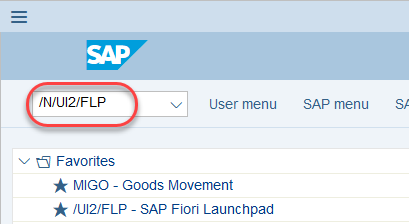 SAP
/N/UI2/FLP
User menu
SAP menu
SA
Favorites
MIGO - Goods Movement
/UI2/FLP - SAP Fiori Launchpad